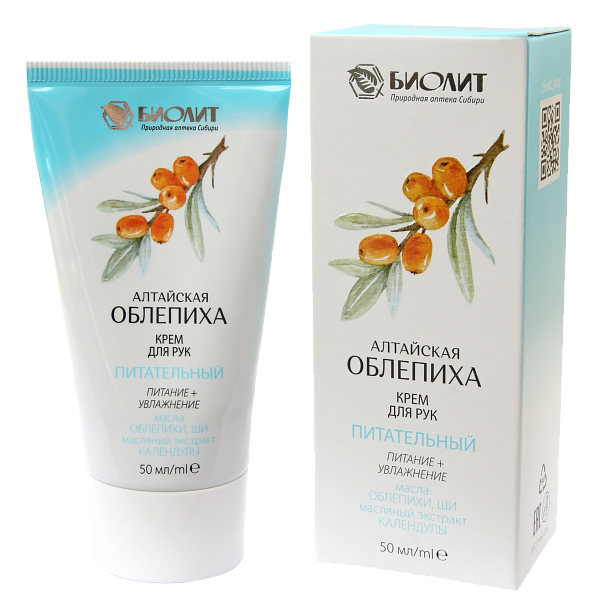 БИОЛИТ
Природная аптека Сибири
АЛТАЙСКАЯ
ОБЛЕПИХА
КРЕМ
ДЛЯ РУК
ПИТАТЕЛЬНЫЙ
ПИТАНИЕ +
УВЛАЖНЕНИЕ
масла
ОБЛЕПИХИ, ШИ
масляный экстракт
КАЛЕНДУЛЫ
50 мл/ml ℮
БИОЛИТ
Природная аптека Сибири
АЛТАЙСКАЯ
ОБЛЕПИХА
КРЕМ
ДЛЯ РУК
ПИТАТЕЛЬНЫЙ
ПИТАНИЕ +
УВЛАЖНЕНИЕ
масла
ОБЛЕПИХИ, ШИ
масляный экстракт
КАЛЕНДУЛЫ
50 мл/ml ℮
EAC